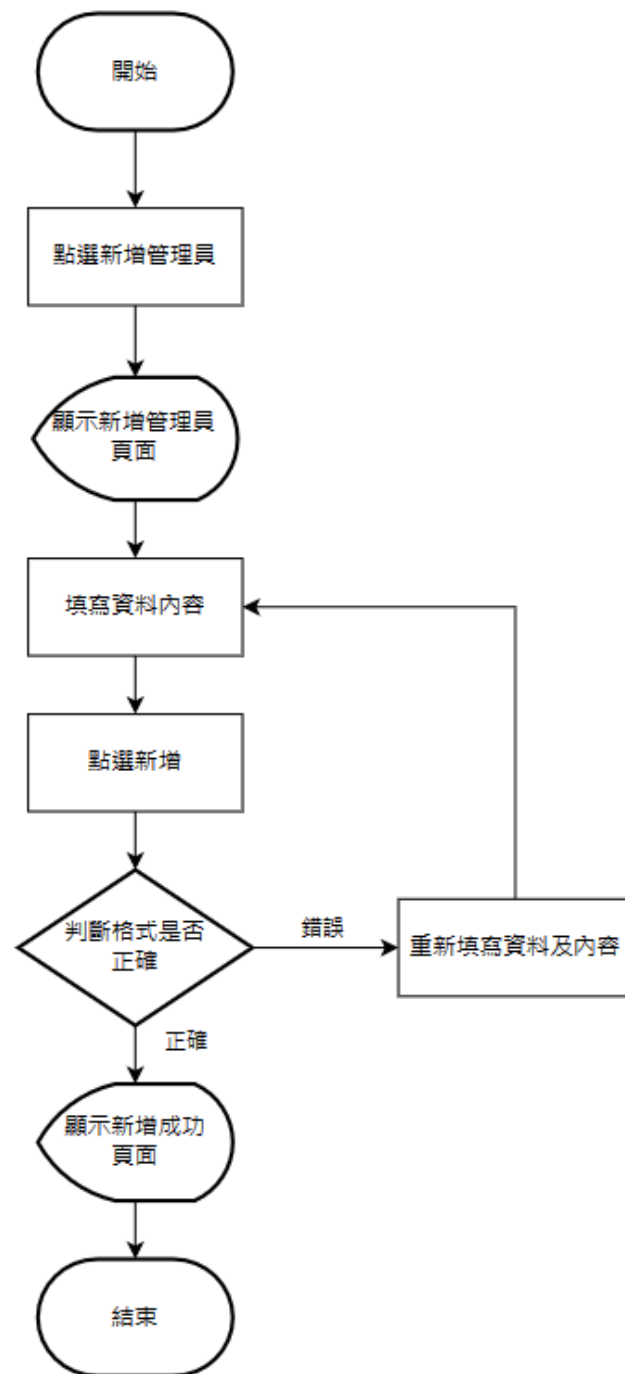 開始
點選新增管理員
顯示新增管理員
頁面
填寫資料內容
點選新增
判斷格式是否
正確
錯誤
重新填寫資料及內容
正確
顯示新增成功
頁面
結束